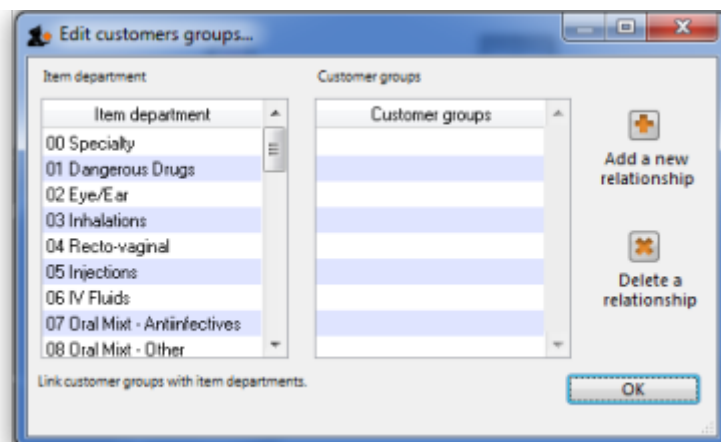 Edit customers groups...
Item department
Customer groups
Item department
Customer groups
00 Specialty
01 Dangerous Drugs
02 Eye/Ear
03 Inhalations
04 Recto-vaginal
05 Injections
06 IV Fluids
07 Oral Mixt - Antiinfectives
08 Oral Mixt - Other
Add a new
relationship
Delete a
relationship
Link customer groups with item departments.
OK